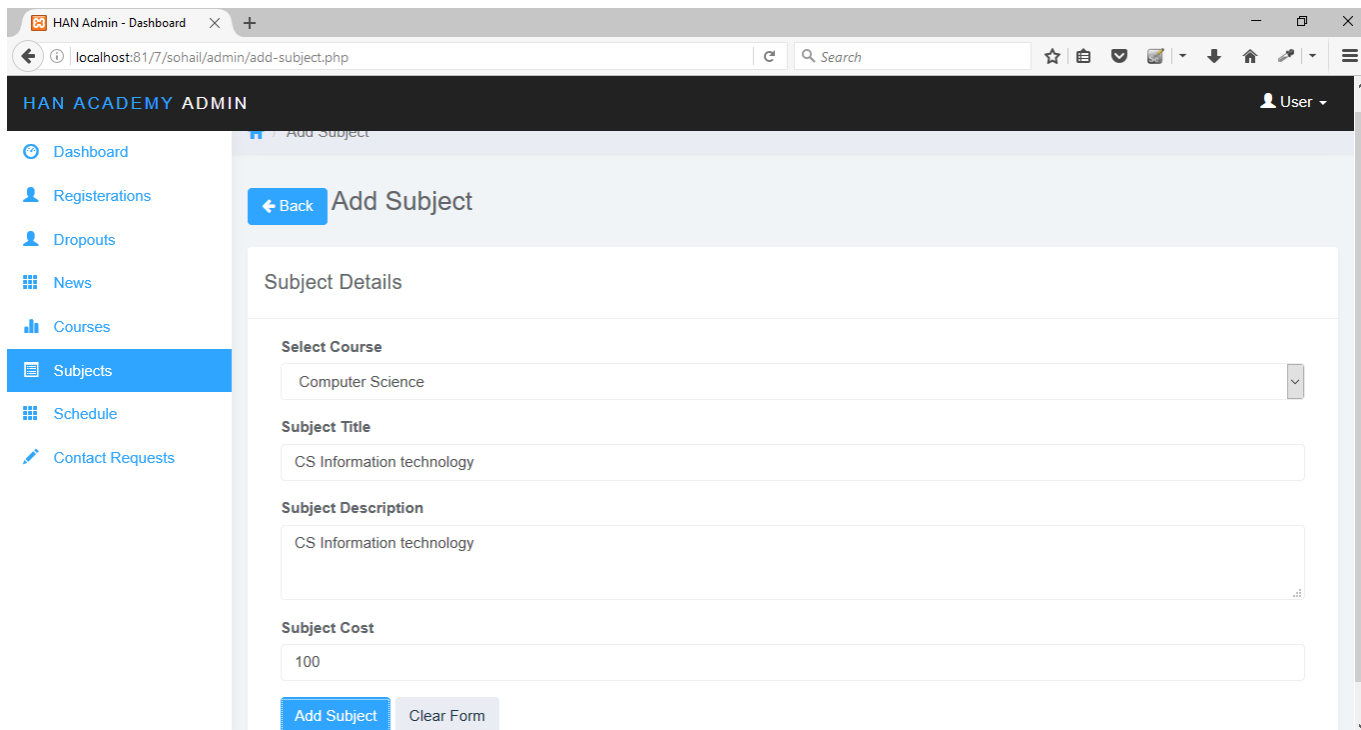 HAN Admin - Dashboard
localhost:81/7/sohail/admin/add-subject.php
Search
HAN ACADEMY ADMIN
User
/ Add Subject
Dashboard
Registerations
Dropouts
News
Courses
Subjects
Schedule
Contact Requests
Back
Add Subject
Subject Details
Select Course
Computer Science
Subject Title
CS Information technology
Subject Description
CS Information technology
Subject Cost
100
Add Subject
Clear Form